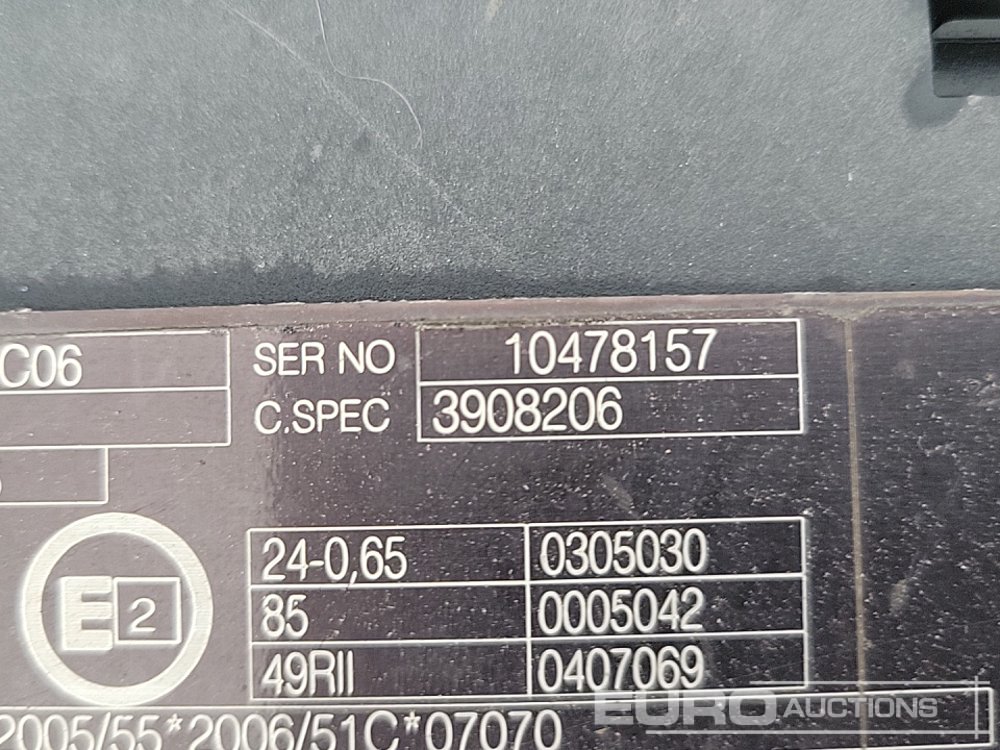 C06
SER NO 10478157
C.SPEC 3908206
E 2
24-0,65 0305030
85 0005042
49RII 0407069
2005/55*2006/51C*07070
EURO AUCTIONS